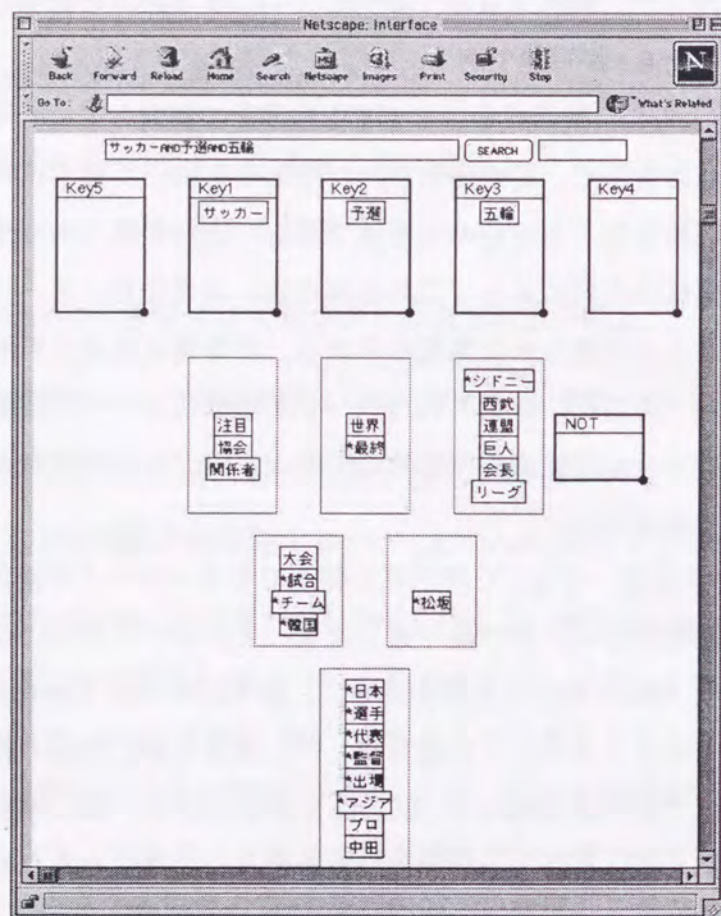 Netscape: Interface
Back Forward Reload Home Search Netscape Images Print Security Stop
N
Go To: What's Related
サッカーAND予選AND五輪 SEARCH
Key5 Key1 Key2 Key3 Key4
サッカー 予選 五輪
*シドニー
西武
注目 世界 連盟 NOT
協会 *最終 巨人
関係者 会長
リーグ
大会
*試合
*チーム *松坂
*韓国
*日本
*選手
*代表
*監督
*出場
*アジア
プロ
中田